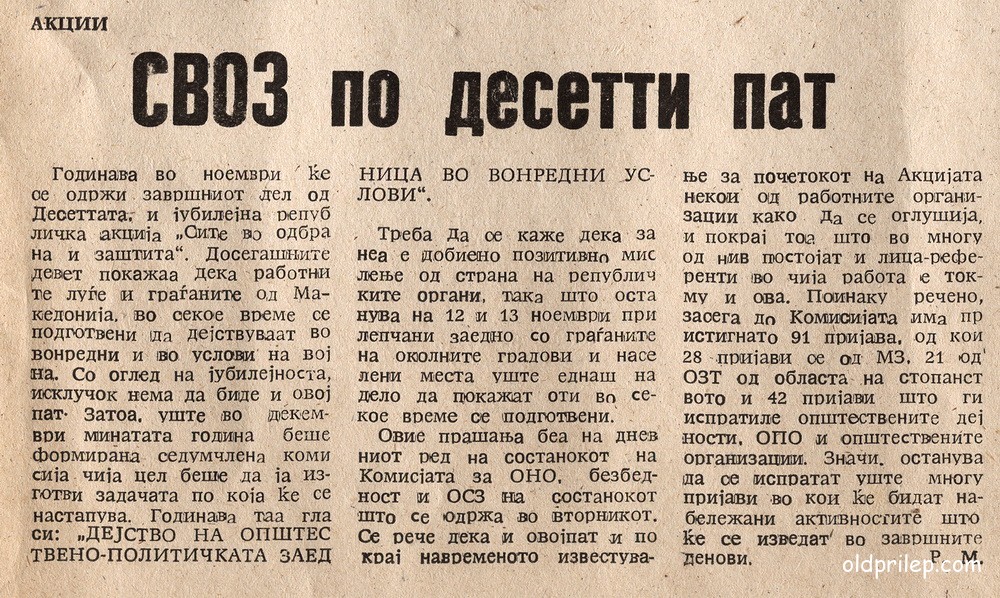 АКЦИИ
СВОЗ по десетти пат
Годинава во ноември ќе
се одржи завршниот дел од
Десеттата, и јубилејна репуб
личка акција „Сите во одбра
на и заштита“. Досегашните
девет покажаа дека работни
те луѓе и граѓаните од Ма-
кедонија, во секое време се
подготвени да дејствуваат во
вонредни и во услови на вој
на. Со оглед на јубилејноста,
исклучок нема да биде и овој
пат. Затоа, уште во декем-
ври минатата година беше
формирана седумчлена коми
сија чија цел беше да ја из-
готви задачата по која ќе се
настапува. Годинава таа гла
си: „ДЕЈСТВО НА ОПШТЕС
ТВЕНО-ПОЛИТИЧКАТА ЗАЕД
НИЦА ВО ВОНРЕДНИ УС-
ЛОВИ“.
Треба да се каже дека за
неа е добиено позитивно мис
лење од страна на републич
ките органи, така што оста
нува на 12 и 13 ноември при
лепчани заедно со граѓаните
на околните градови и насе
лени места уште еднаш на
дело да покажат оти во се-
кое време се подготвени.
Овие прашања беа на днев
ниот ред на состанокот на
Комисјата за ОНО, безбед-
ност и ОСЗ на состанокот
што се одржа во вторникот.
Се рече дека и овојпат и по
крај навременото известува-
ње за почетокот на Акцијата
некои од работните органи-
зации како да се оглушија,
и покрај тоа што во многу
од нив постојат и лица-рефе-
ренти во чија работа е ток-
му и ова. Поинаку речено,
засега до Комисијата има пр
истигнато 91 пријава, од кои
28 пријави се од МЗ, 21 од
ОЗТ од областа на стопанст
вото и 42 пријави што ги
испратиле општествените деј
ности, ОПО и општествените
организации. Значи, останува
да се испратат уште многу
пријави во кои ќе бидат на-
бележани активностите што
ќе се изведат во завршните
денови.
Р. М.
oldprilep.com